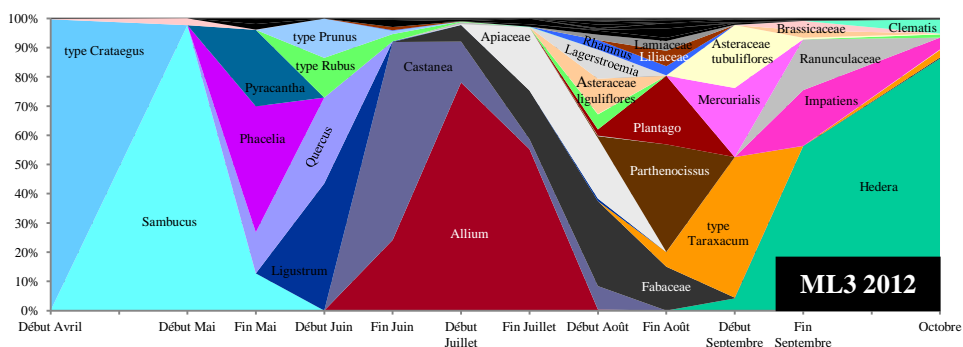 100%
90%
80%
70%
60%
50%
40%
30%
20%
10%
0%
type Crataegus
Sambucus
Pyracantha
Phacelia
Quercus
Ligustrum
type Prunus
type Rubus
Castanea
Allium
Apiaceae
Rhamnus
Lagerstroemia
Asteraceae
liguliflores
Lamiaceae
Liliaceae
Plantago
Parthenocissus
Fabaceae
Asteraceae
tubuliflores
Mercurialis
type
Taraxacum
Brassicaceae
Ranunculaceae
Impatiens
Clematis
Hedera
ML3 2012
Début Avril
Début Mai
Fin Mai
Début Juin
Fin Juin
Début
Juillet
Fin Juillet
Début Août
Fin Août
Début
Septembre
Fin
Septembre
Octobre